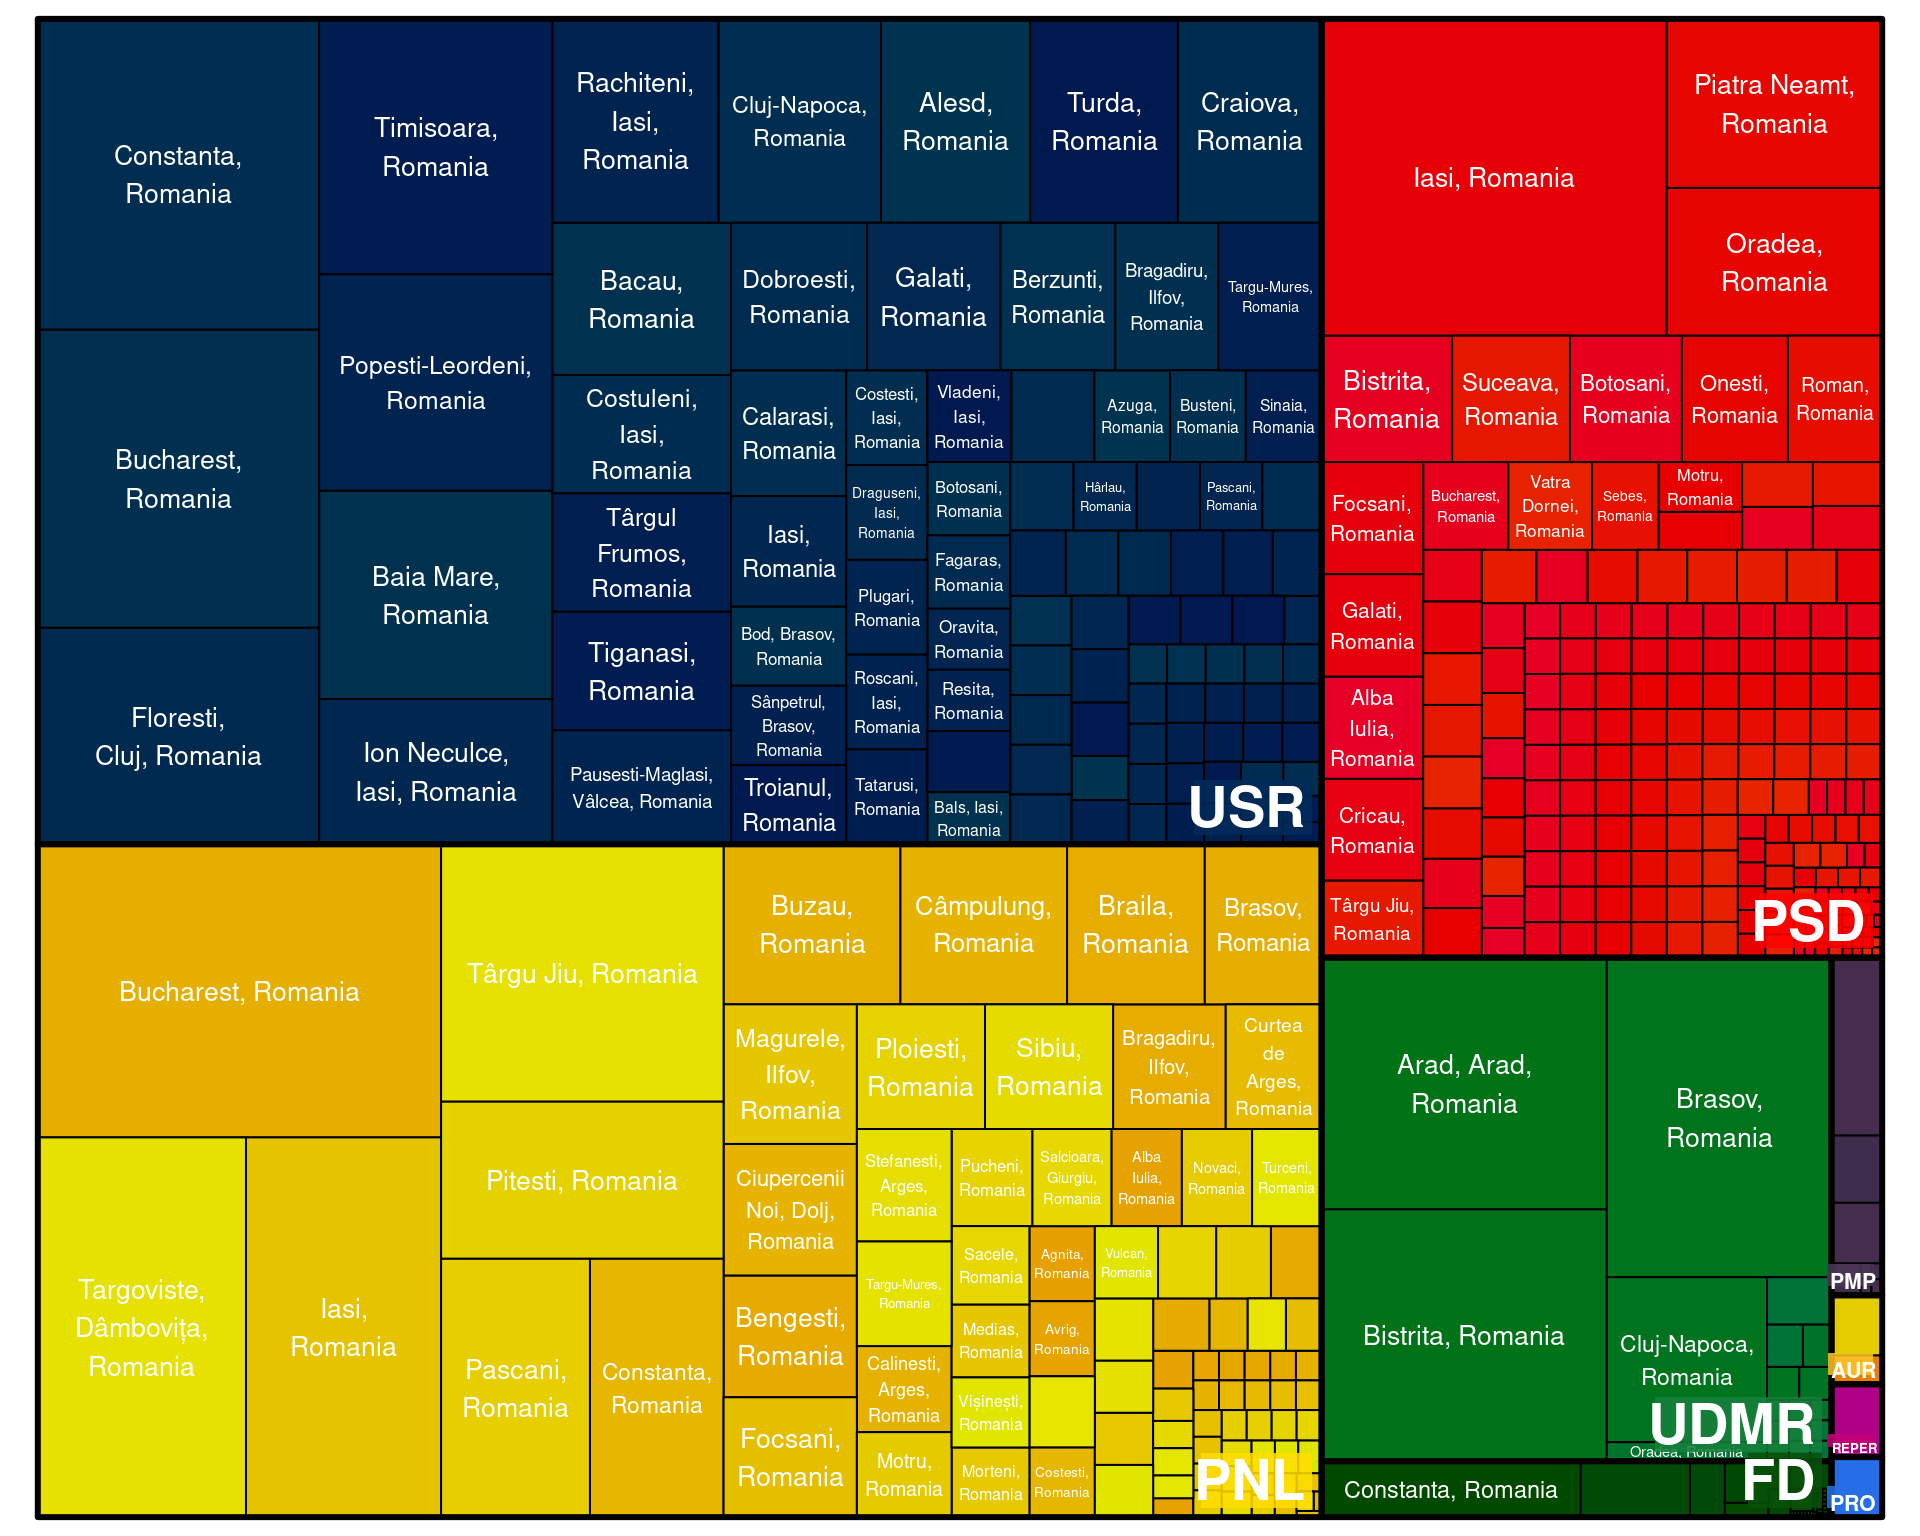 Constanta,
Romania
Bucharest,
Romania
Floresti,
Cluj, Romania
Timisoara,
Romania
Popesti-Leordeni,
Romania
Baia Mare,
Romania
Ion Neculce,
Iasi, Romania
Rachiteni,
Iasi,
Romania
Cluj-Napoca,
Romania
Alesd,
Romania
Turda,
Romania
Craiova,
Romania
Bacau,
Romania
Costuleni,
Iasi,
Romania
Târgul
Frumos,
Romania
Tiganasi,
Romania
Pausesti-Maglasi,
Vâlcea, Romania
Dobroesti,
Romania
Galati,
Romania
Berzunti,
Romania
Bragadiru,
Ilfov,
Romania
Targu-Mures,
Romania
Calarasi,
Romania
Iasi,
Romania
Bod, Brasov,
Romania
Sânpetrul,
Brasov,
Romania
Troianul,
Romania
Costesti,
Iasi,
Romania
Draguseni,
Iasi,
Romania
Plugari,
Romania
Roscani,
Iasi,
Romania
Tatarusi,
Romania
Vladeni,
Iasi,
Romania
Azuga,
Romania
Busteni,
Romania
Sinaia,
Romania
Botosani,
Romania
Fagaras,
Romania
Oravita,
Romania
Resita,
Romania
Bals, Iasi,
Romania
Hârlau,
Romania
Pascani,
Romania
USR
Iasi, Romania
Piatra Neamt,
Romania
Oradea,
Romania
Bistrita,
Romania
Suceava,
Romania
Botosani,
Romania
Onesti,
Romania
Roman,
Romania
Focsani,
Romania
Galati,
Romania
Alba
Iulia,
Romania
Cricau,
Romania
Târgu Jiu,
Romania
Bucharest,
Romania
Vatra
Dornei,
Romania
Sebes,
Romania
Motru,
Romania
PSD
Bucharest, Romania
Targoviste,
Dâmbovița,
Romania
Iasi,
Romania
Târgu Jiu, Romania
Pitesti, Romania
Pascani,
Romania
Constanta,
Romania
Buzau,
Romania
Câmpulung,
Romania
Braila,
Romania
Brasov,
Romania
Magurele,
Ilfov,
Romania
Ciupercenii
Noi, Dolj,
Romania
Bengesti,
Romania
Focsani,
Romania
Ploiesti,
Romania
Sibiu,
Romania
Bragadiru,
Ilfov,
Romania
Curtea
de
Arges,
Romania
Stefanesti,
Arges,
Romania
Targu-Mures,
Romania
Calinesti,
Arges,
Romania
Motru,
Romania
Pucheni,
Romania
Salcioara,
Giurgiu,
Romania
Alba
Iulia,
Romania
Novaci,
Romania
Turceni,
Romania
Sacele,
Romania
Medias,
Romania
Vișinești,
Romania
Morteni,
Romania
Agnita,
Romania
Avrig,
Romania
Costesti,
Romania
Vulcan,
Romania
PNL
Arad, Arad,
Romania
Bistrita, Romania
Brasov,
Romania
Cluj-Napoca,
Romania
Oradea, Romania
UDMR
Constanta, Romania
FD
PMP
AUR
REPER
PRO